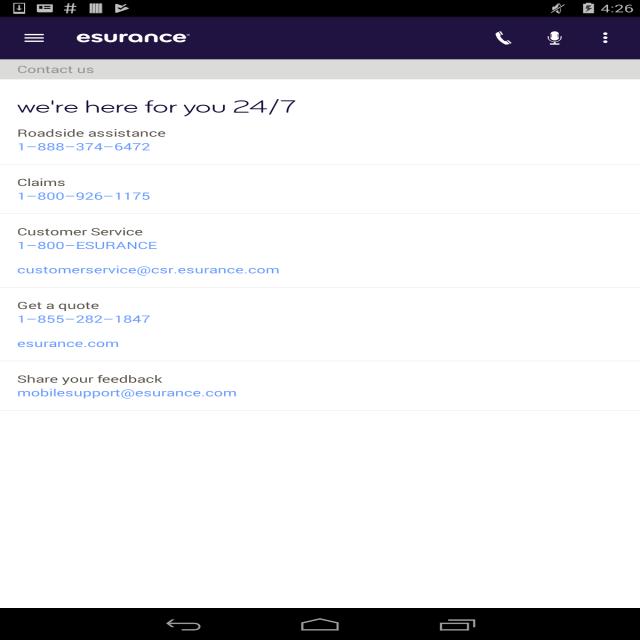 4:26
esurance
Contact us
we're here for you 24/7
Roadside assistance
1-888-374-6472
Claims
1-800-926-1175
Customer Service
1-800-ESURANCE
customerservice@csr.esurance.com
Get a quote
1-855-282-1847
esurance.com
Share your feedback
mobilesupport@esurance.com